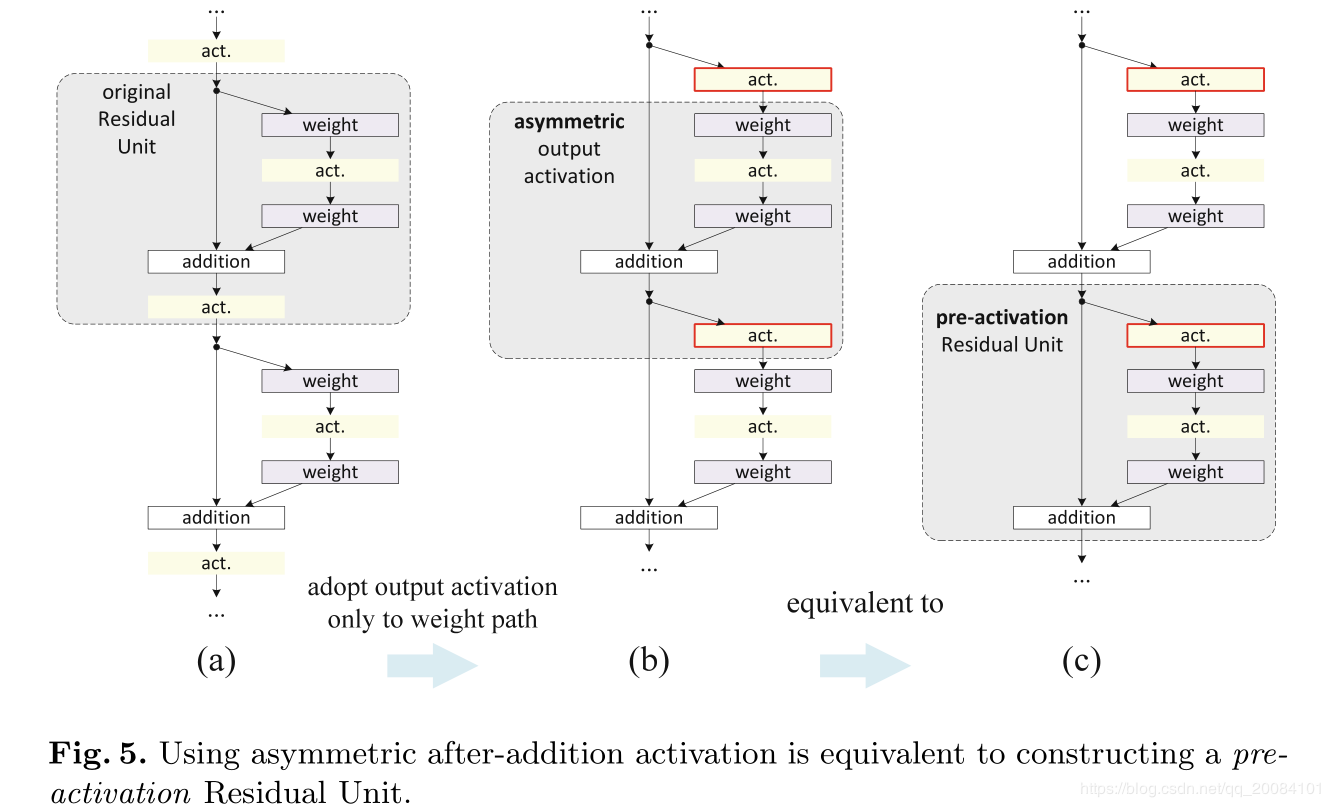 ...
act.
original
Residual
Unit
weight
act.
weight
addition
act.
weight
act.
weight
addition
act.
...
(a)
adopt output activation
only to weight path
...
act.
asymmetric
output
activation
weight
act.
weight
addition
act.
weight
act.
weight
addition
...
(b)
equivalent to
...
act.
weight
act.
weight
addition
pre-activation
Residual Unit
act.
weight
act.
weight
addition
...
(c)
Fig. 5. Using asymmetric after-addition activation is equivalent to constructing a pre-
activation Residual Unit.
https://blog.csdn.net/qq_20084101